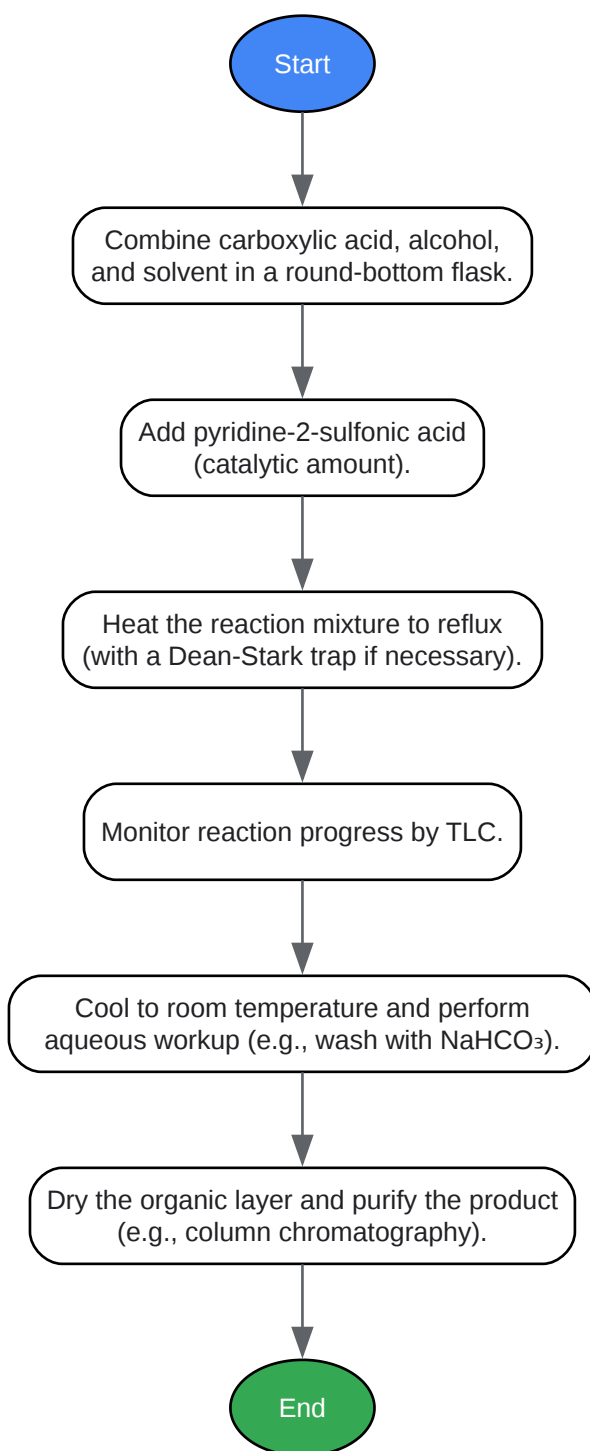 Start
Combine carboxylic acid, alcohol,
and solvent in a round-bottom flask.
Add pyridine-2-sulfonic acid
(catalytic amount).
Heat the reaction mixture to reflux
(with a Dean-Stark trap if necessary).
Monitor reaction progress by TLC.
Cool to room temperature and perform
aqueous workup (e.g., wash with NaHCO₃).
Dry the organic layer and purify the product
(e.g., column chromatography).
End